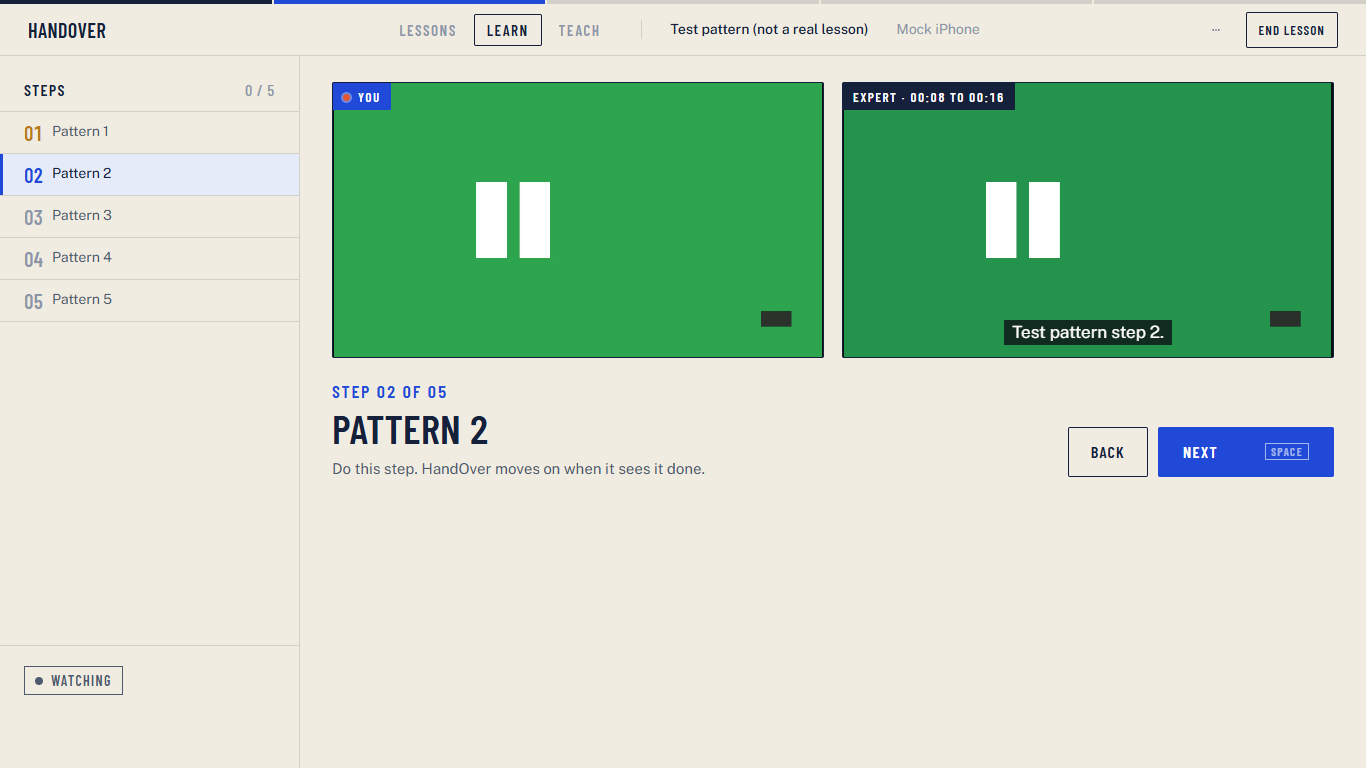 HANDOVER
LESSONS
LEARN
TEACH
Test pattern (not a real lesson)
Mock iPhone
...
END LESSON
STEPS
0 / 5
01 Pattern 1
02 Pattern 2
03 Pattern 3
04 Pattern 4
05 Pattern 5
WATCHING
YOU
EXPERT · 00:08 TO 00:16
Test pattern step 2.
STEP 02 OF 05
PATTERN 2
Do this step. HandOver moves on when it sees it done.
BACK
NEXT
SPACE